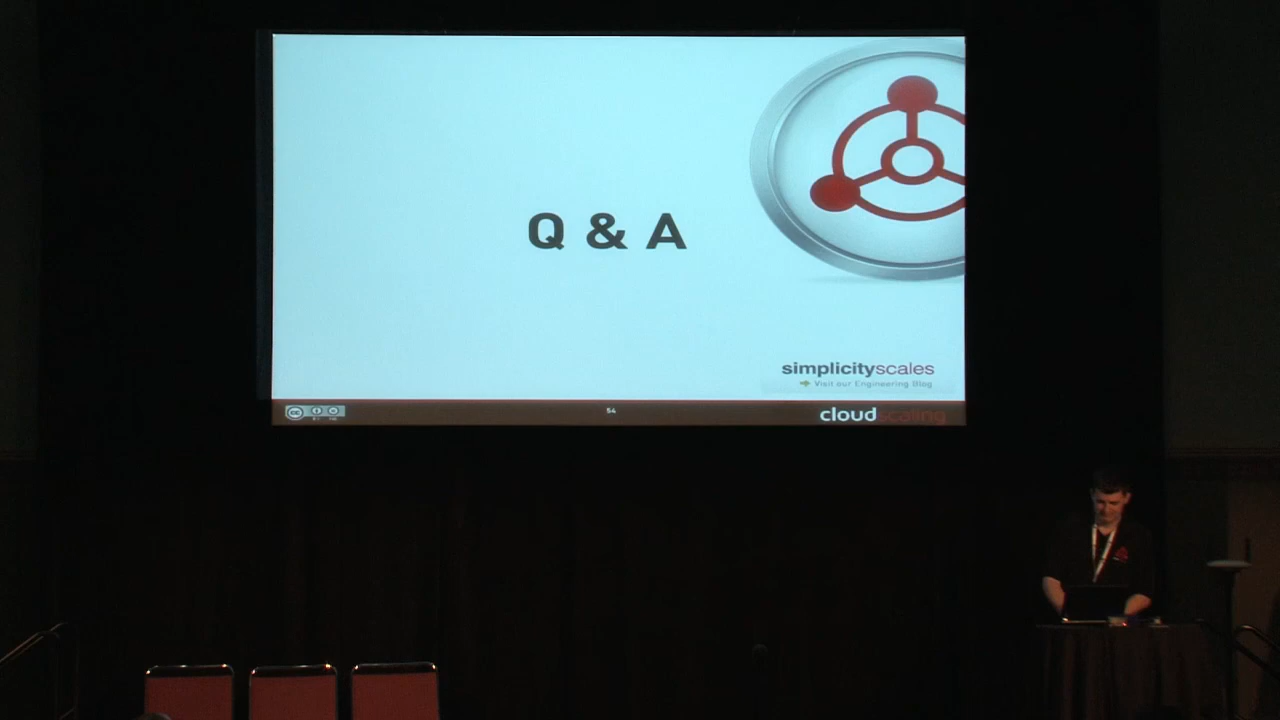 Q & A
simplicityscales
Visit our Engineering Blog
54
cloudscaling